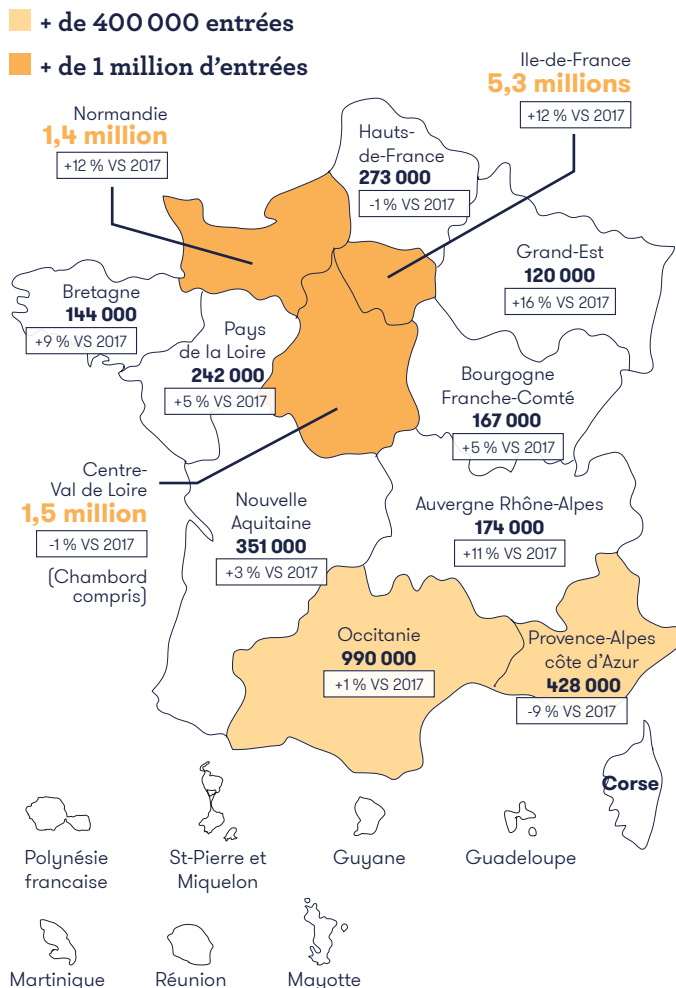 + de 400 000 entrées
+ de 1 million d'entrées
Ile-de-France
5,3 millions
+12 % VS 2017
Normandie
1,4 million
+12 % VS 2017
Hauts-
de-France
273 000
-1 % VS 2017
Grand-Est
120 000
+16 % VS 2017
Bretagne
144 000
+9 % VS 2017
Pays
de la Loire
242 000
+5 % VS 2017
Bourgogne
Franche-Comté
167 000
+5 % VS 2017
Centre-
Val de Loire
1,5 million
-1 % VS 2017
(Chambord
compris)
Nouvelle
Aquitaine
351 000
+3 % VS 2017
Auvergne Rhône-Alpes
174 000
+11 % VS 2017
Occitanie
990 000
+1 % VS 2017
Provence-Alpes
côte d'Azur
428 000
-9 % VS 2017
Corse
Polynésie
francaise
St-Pierre et
Miquelon
Guyane
Guadeloupe
Martinique
Réunion
Mayotte